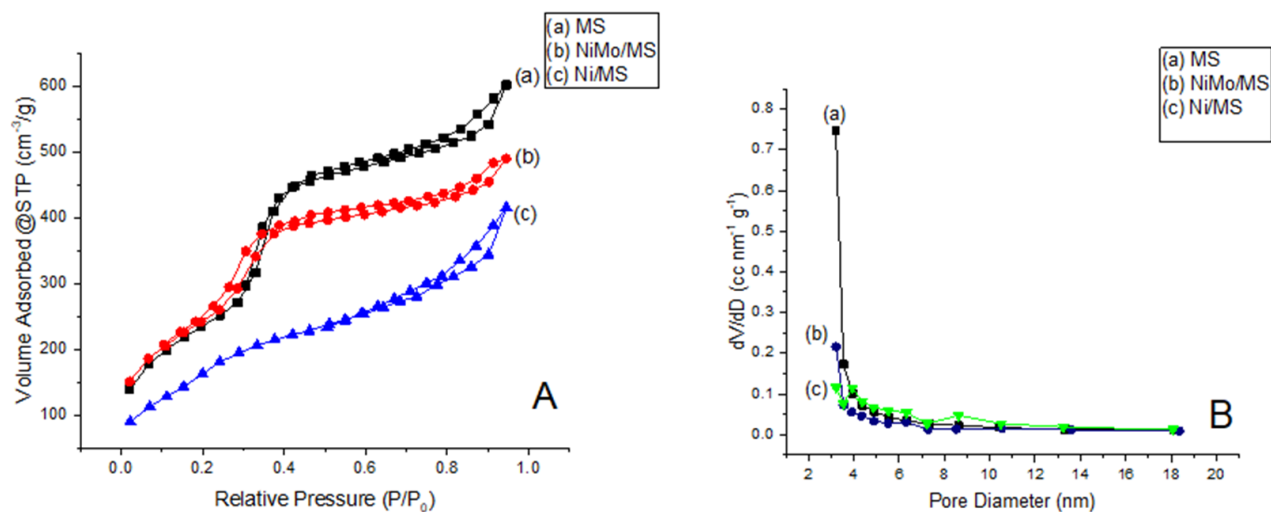 (a) MS
(b) NiMo/MS
(c) Ni/MS
600
500
400
300
200
100
Volume Adsorbed @STP (cm⁻³/g)
(a)
(b)
(c)
A
0.0 0.2 0.4 0.6 0.8 1.0
Relative Pressure (P/P₀)
(a) MS
(b) NiMo/MS
(c) Ni/MS
0.8
0.7
0.6
0.5
0.4
0.3
0.2
0.1
0.0
dV/dD (cc nm⁻¹ g⁻¹)
(a)
(b)
(c)
B
2 4 6 8 10 12 14 16 18 20
Pore Diameter (nm)